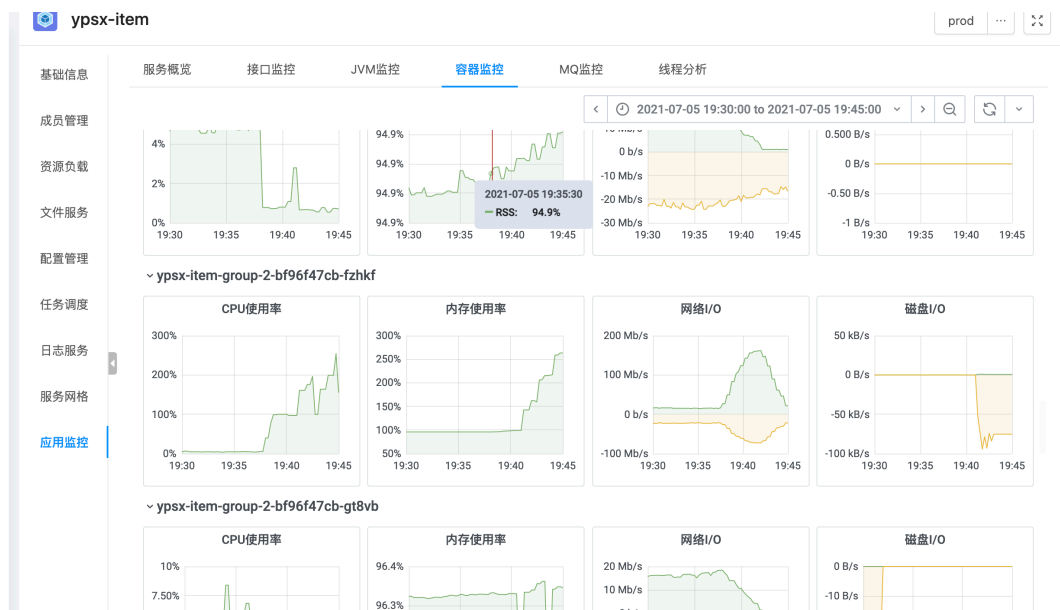 ypsx-item
prod
基础信息
成员管理
资源负载
文件服务
配置管理
任务调度
日志服务
服务网格
应用监控
服务概览 接口监控 JVM监控 容器监控 MQ监控 线程分析
2021-07-05 19:30:00 to 2021-07-05 19:45:00
4%
2%
0%
19:30 19:35 19:40 19:45
94.9%
94.9%
94.9%
94.9%
19:30 19:35 19:40 19:45
2021-07-05 19:35:30
RSS: 94.9%
10 Mb/s
0 b/s
-10 Mb/s
-20 Mb/s
-30 Mb/s
19:30 19:35 19:40 19:45
0.500 B/s
0 B/s
-0.50 B/s
-1 B/s
19:30 19:35 19:40 19:45
ypsx-item-group-2-bf96f47cb-fzhkf
CPU使用率
300%
200%
100%
0%
19:30 19:35 19:40 19:45
内存使用率
300%
250%
200%
150%
100%
50%
19:30 19:35 19:40 19:45
网络I/O
200 Mb/s
100 Mb/s
0 b/s
-100 Mb/s
19:30 19:35 19:40 19:45
磁盘I/O
50 kB/s
0 B/s
-50 kB/s
-100 kB/s
19:30 19:35 19:40 19:45
ypsx-item-group-2-bf96f47cb-gt8vb
CPU使用率
10%
7.50%
内存使用率
96.4%
96.3%
网络I/O
20 Mb/s
10 Mb/s
磁盘I/O
0 B/s
-10 B/s